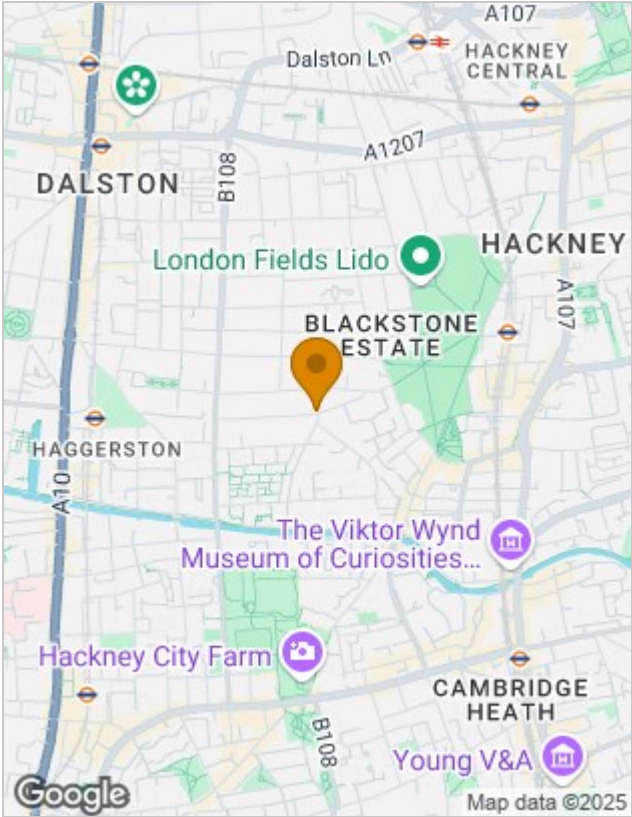 A107
Dalston Ln
HACKNEY
CENTRAL
A1207
B108
DALSTON
HACKNEY
London Fields Lido
A107
BLACKSTONE
ESTATE
HAGGERSTON
A10
The Viktor Wynd
Museum of Curiosities...
Hackney City Farm
CAMBRIDGE
HEATH
B108
Young V&A
Google
Map data ©2025